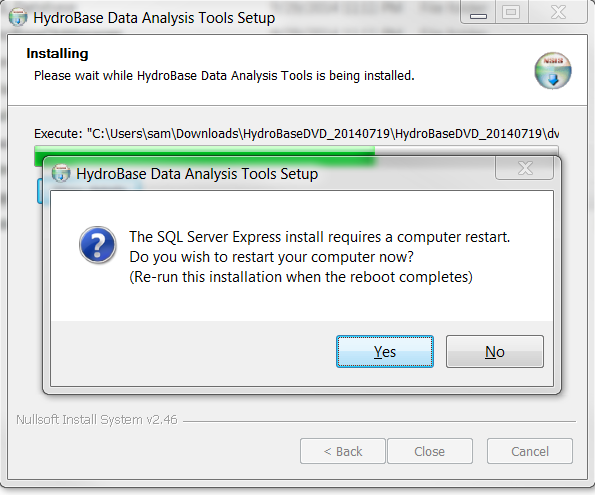 HydroBase Data Analysis Tools Setup
Installing
Please wait while HydroBase Data Analysis Tools is being installed.
Execute: "C:\Users\sam\Downloads\HydroBaseDVD_20140719\HydroBaseDVD_20140719\dv
HydroBase Data Analysis Tools Setup
The SQL Server Express install requires a computer restart.
Do you wish to restart your computer now?
(Re-run this installation when the reboot completes)
Yes
No
Nullsoft Install System v2.46
< Back
Close
Cancel